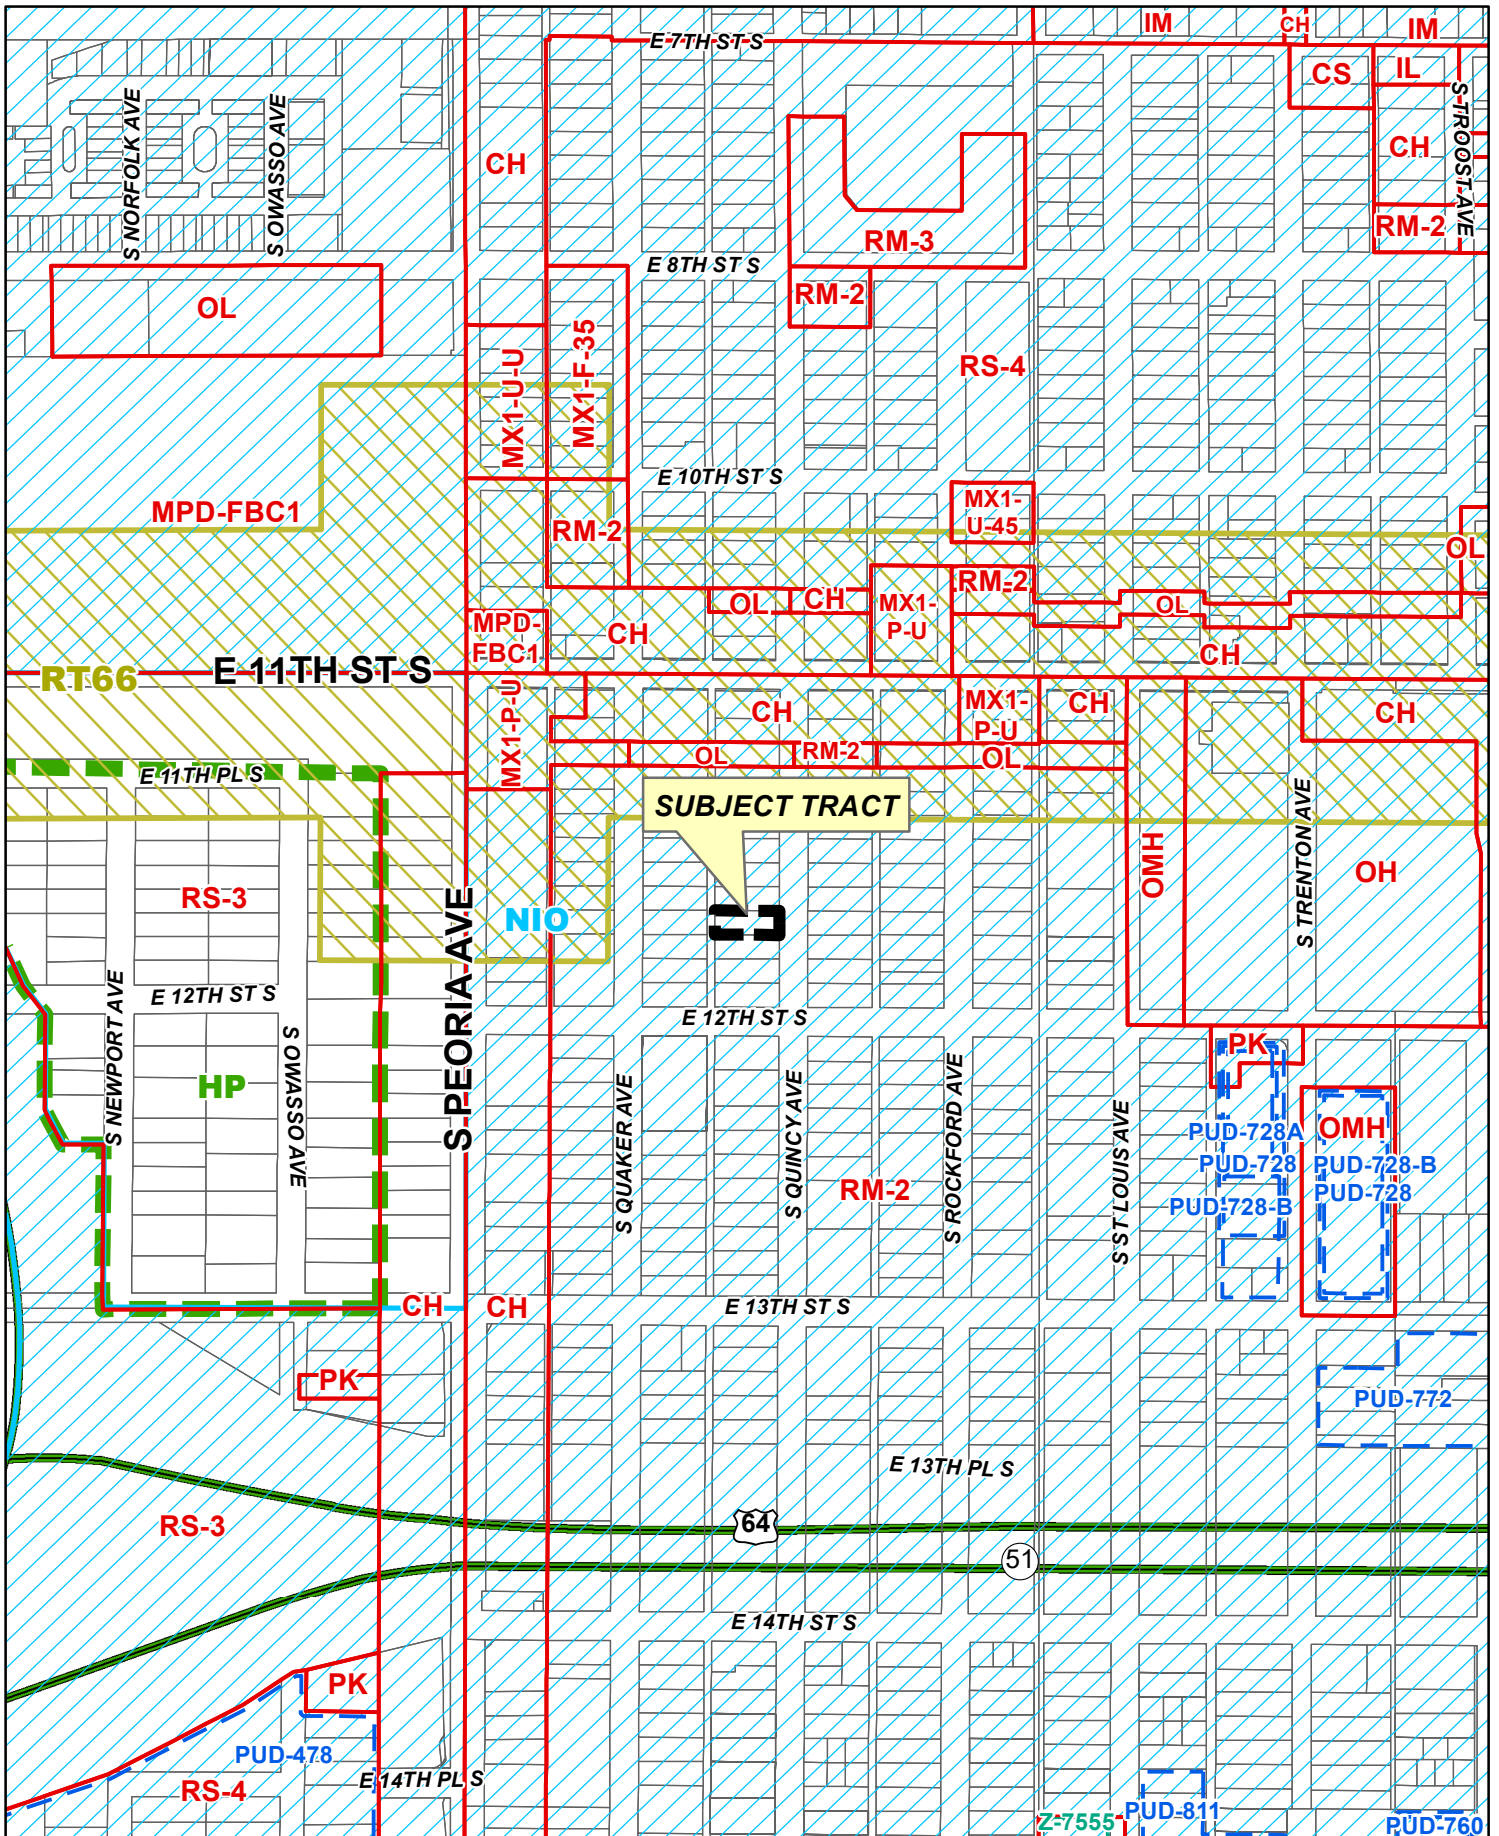 IM
CH
IM
E 7TH ST S
CS
IL
S NORFOLK AVE
S OWASSO AVE
S TROOST AVE
CH
CH
RM-2
RM-3
E 8TH ST S
RM-2
OL
MX1-U-U
MX1-F-35
RS-4
E 10TH ST S
MPD-FBC1
MX1-
U-45
RM-2
OL
RM-2
OL
CH
MX1-
P-U
OL
MPD-
FBC1
CH
CH
RT66
E 11TH ST S
MX1-P-U
CH
MX1-
P-U
CH
CH
OL
RM-2
OL
E 11TH PL S
SUBJECT TRACT
S TRENTON AVE
OMH
OH
RS-3
NIO
S PEORIA AVE
E 12TH ST S
S NEWPORT AVE
E 12TH ST S
S OWASSO AVE
HP
S QUAKER AVE
S QUINCY AVE
S ROCKFORD AVE
S ST LOUIS AVE
PK
PUD-728A
OMH
PUD-728
PUD-728-B
RM-2
PUD-728
PUD-728-B
CH
CH
E 13TH ST S
PK
PUD-772
E 13TH PL S
RS-3
64
51
E 14TH ST S
PK
PUD-478
E 14TH PL S
RS-4
Z-7555
PUD-811
PUD-760